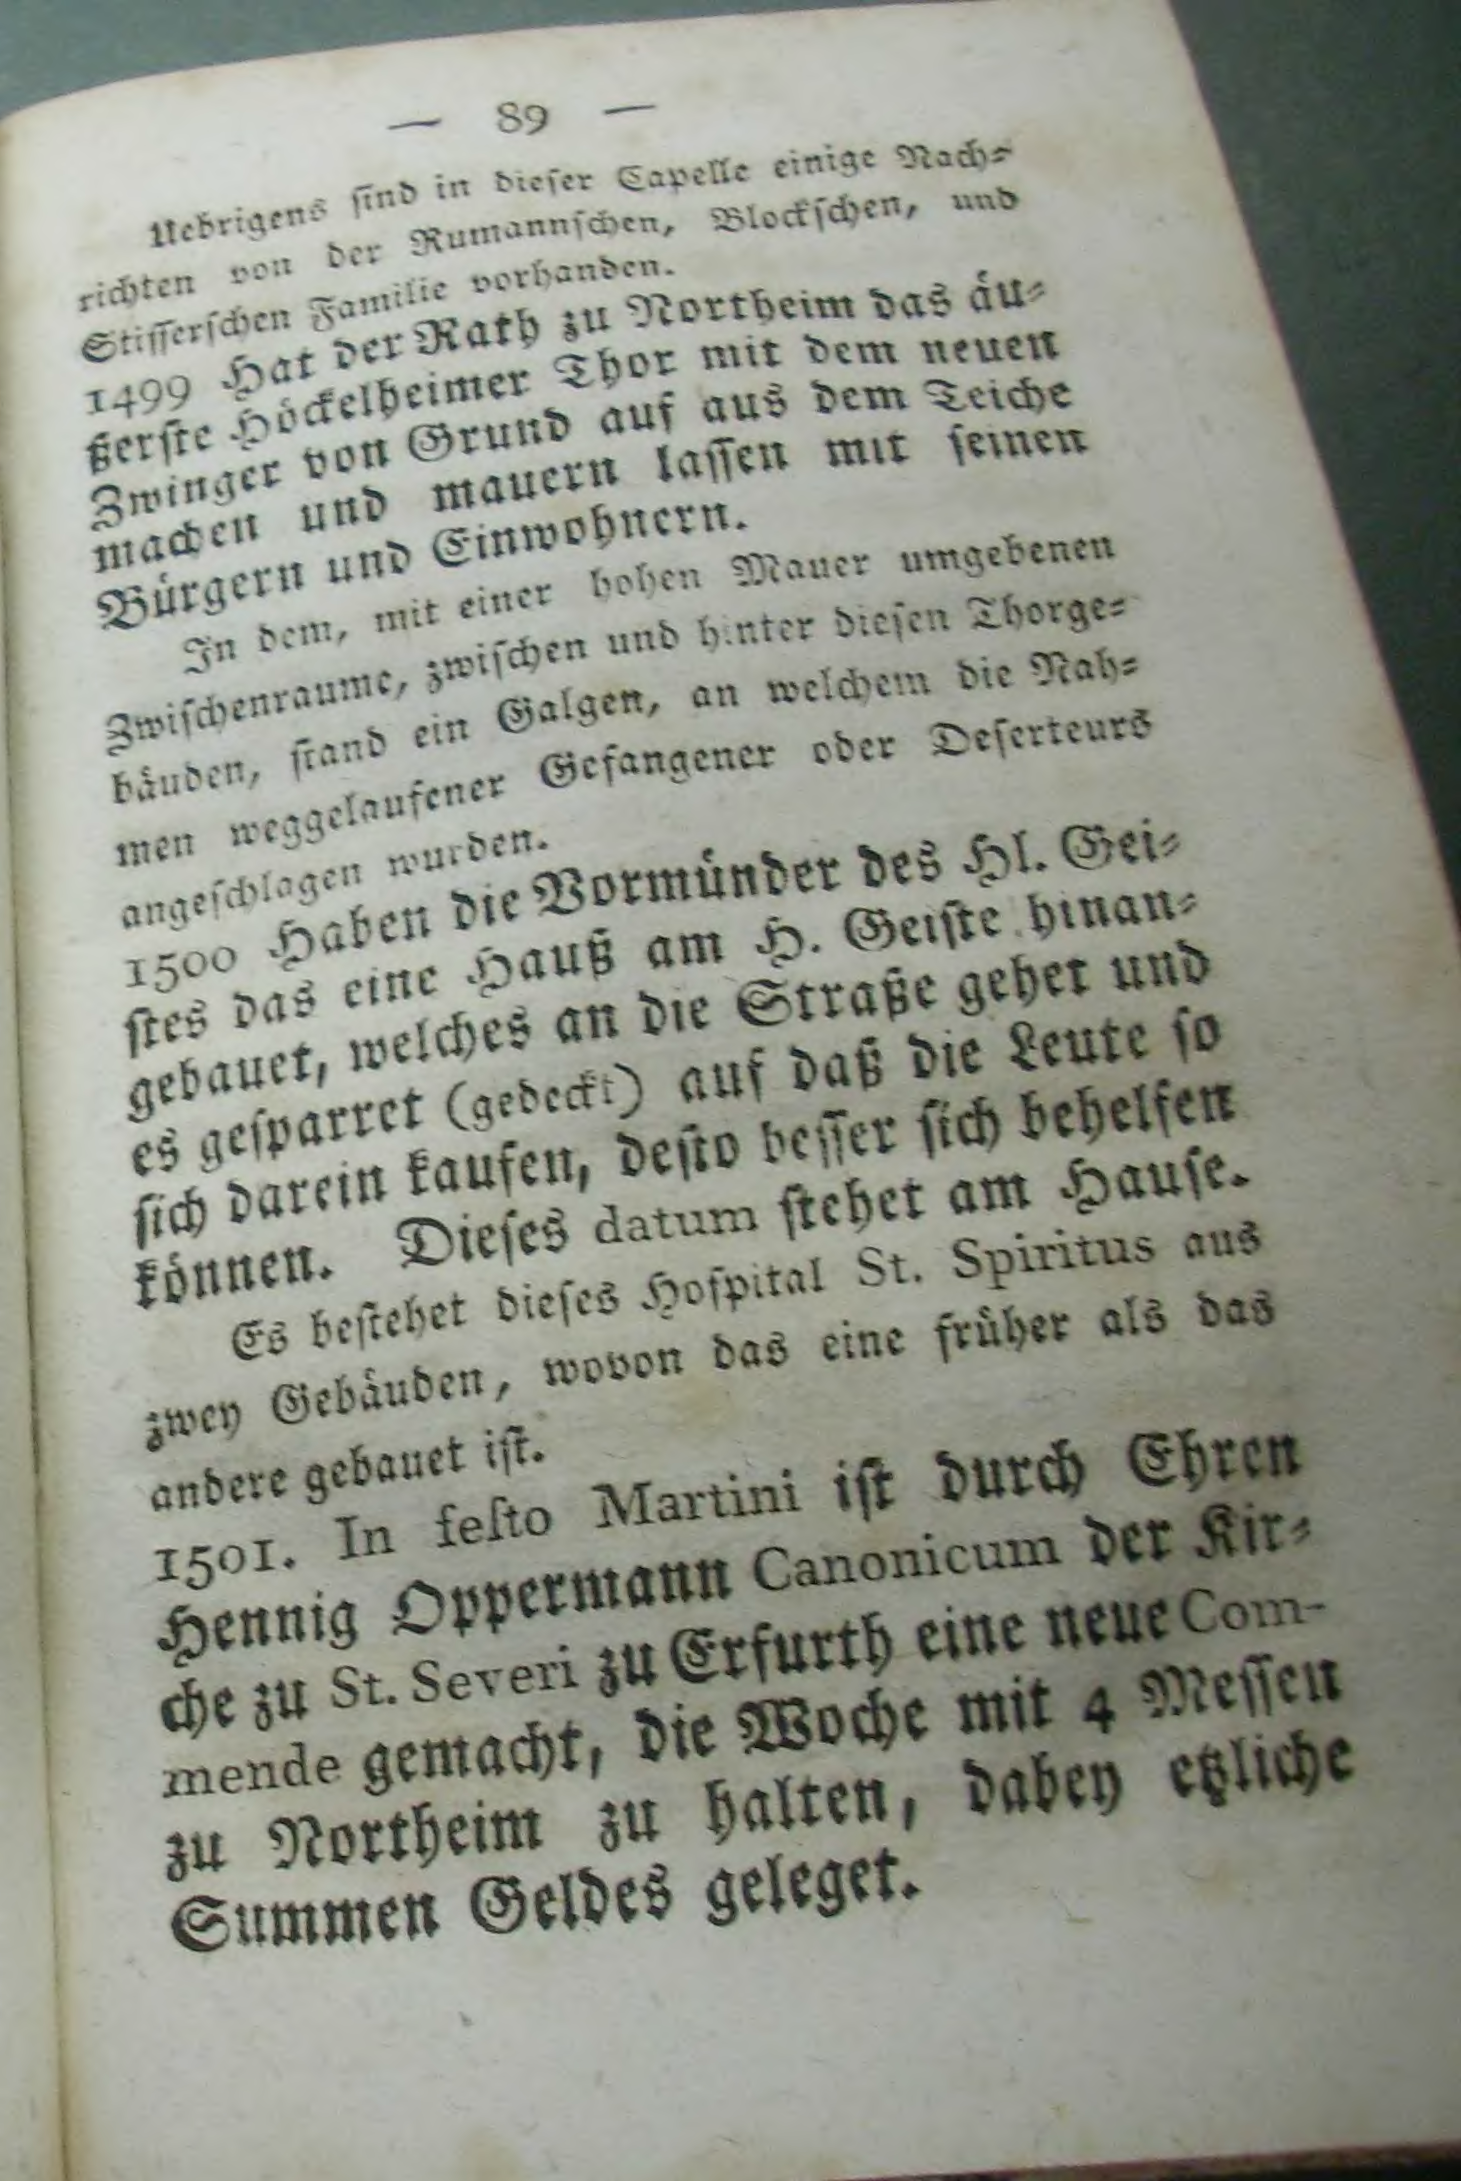 — 89 —
Uebrigens sind in dieser Capelle einige Nach-
richten von der Rumannschen, Blockschen, und
Stisserschen Familie vorhanden.
1499 Hat der Rath zu Northeim das äu-
ßerste Höckelheimer Thor mit dem neuen
Zwinger von Grund auf aus dem Teiche
machen und mauern lassen mit seinen
Bürgern und Einwohnern.
In dem, mit einer hohen Mauer umgebenen
Zwischenraume, zwischen und hinter diesen Thorge-
bäuden, stand ein Galgen, an welchem die Nah-
men weggelaufener Gefangener oder Deserteurs
angeschlagen wurden.
1500 Haben die Vormünder des Hl. Gei-
stes das eine Hauß am H. Geiste hinan-
gebauet, welches an die Straße gehet und
es gesparret (gedeckt) auf daß die Leute so
sich darein kaufen, desto besser sich behelfen
können. Dieses datum stehet am Hause.
Es bestehet dieses Hospital St. Spiritus aus
zwey Gebäuden, wovon das eine früher als das
andere gebauet ist.
1501. In festo Martini ist durch Ehren
Hennig Oppermann Canonicum der Kir-
che zu St. Severi zu Erfurth eine neue Com-
mende gemacht, die Woche mit 4 Messen
zu Northeim zu halten, dabey etzliche
Summen Geldes geleget.